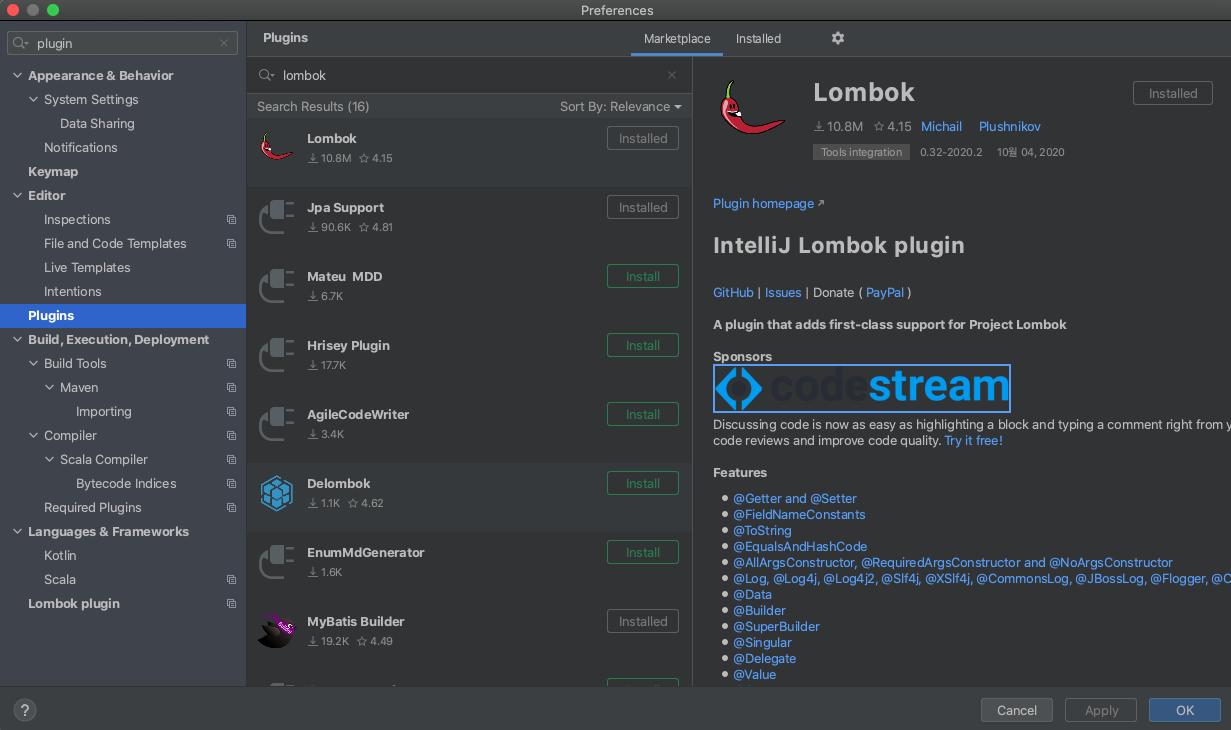 Preferences
plugin
Appearance & Behavior
System Settings
Data Sharing
Notifications
Keymap
Editor
Inspections
File and Code Templates
Live Templates
Intentions
Plugins
Build, Execution, Deployment
Build Tools
Maven
Importing
Compiler
Scala Compiler
Bytecode Indices
Required Plugins
Languages & Frameworks
Kotlin
Scala
Lombok plugin
Plugins
Marketplace
Installed
lombok
Search Results (16)
Sort By: Relevance
Lombok
10.8M 4.15
Installed
Jpa Support
90.6K 4.81
Installed
Mateu MDD
6.7K
Install
Hrisey Plugin
17.7K
Install
AgileCodeWriter
3.4K
Install
Delombok
1.1K 4.62
Install
EnumMdGenerator
1.6K
Install
MyBatis Builder
19.2K 4.49
Installed
Lombok
Installed
10.8M 4.15 Michail Plushnikov
Tools integration 0.32-2020.2 10월 04, 2020
Plugin homepage
IntelliJ Lombok plugin
GitHub | Issues | Donate ( PayPal )
A plugin that adds first-class support for Project Lombok
Sponsors
codestream
Discussing code is now as easy as highlighting a block and typing a comment right from
code reviews and improve code quality. Try it free!
Features
@Getter and @Setter
@FieldNameConstants
@ToString
@EqualsAndHashCode
@AllArgsConstructor, @RequiredArgsConstructor and @NoArgsConstructor
@Log, @Log4j, @Log4j2, @Slf4j, @XSlf4j, @CommonsLog, @JBossLog, @Flogger,
@Data
@Builder
@SuperBuilder
@Singular
@Delegate
@Value
?
Cancel
Apply
OK